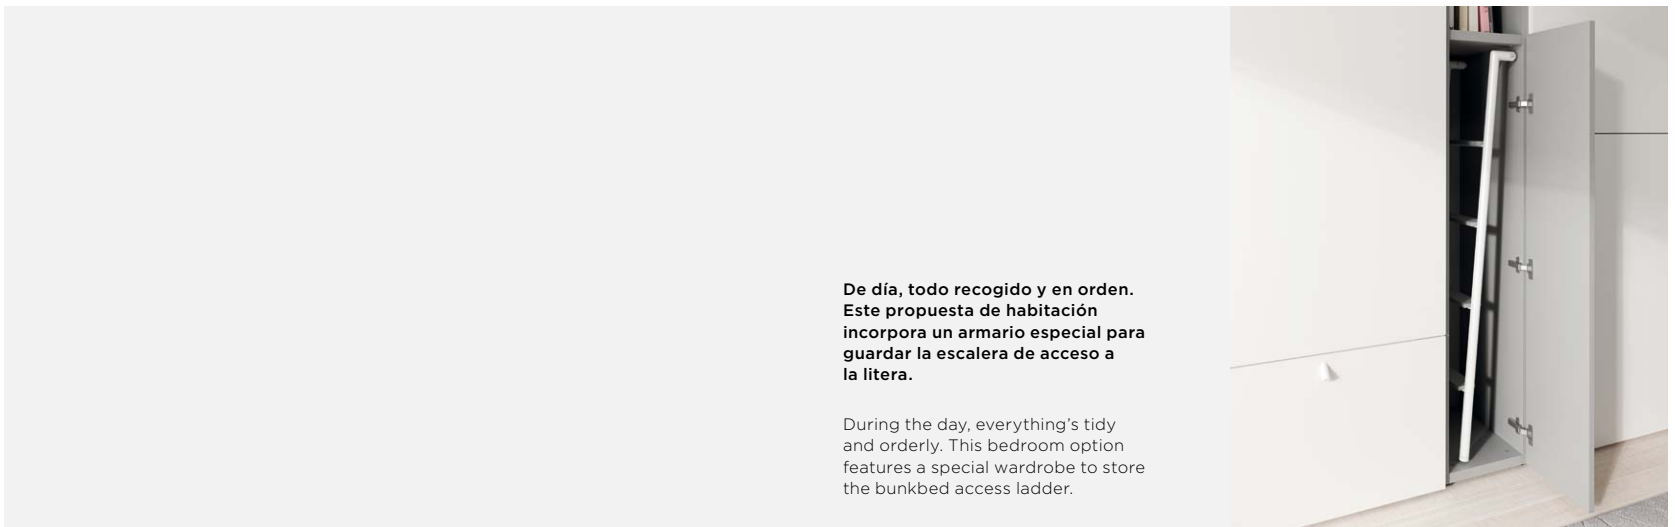 De día, todo recogido y en orden.
Este propuesta de habitación
incorpora un armario especial para
guardar la escalera de acceso a
la litera.
During the day, everything’s tidy
and orderly. This bedroom option
features a special wardrobe to store
the bunkbed access ladder.